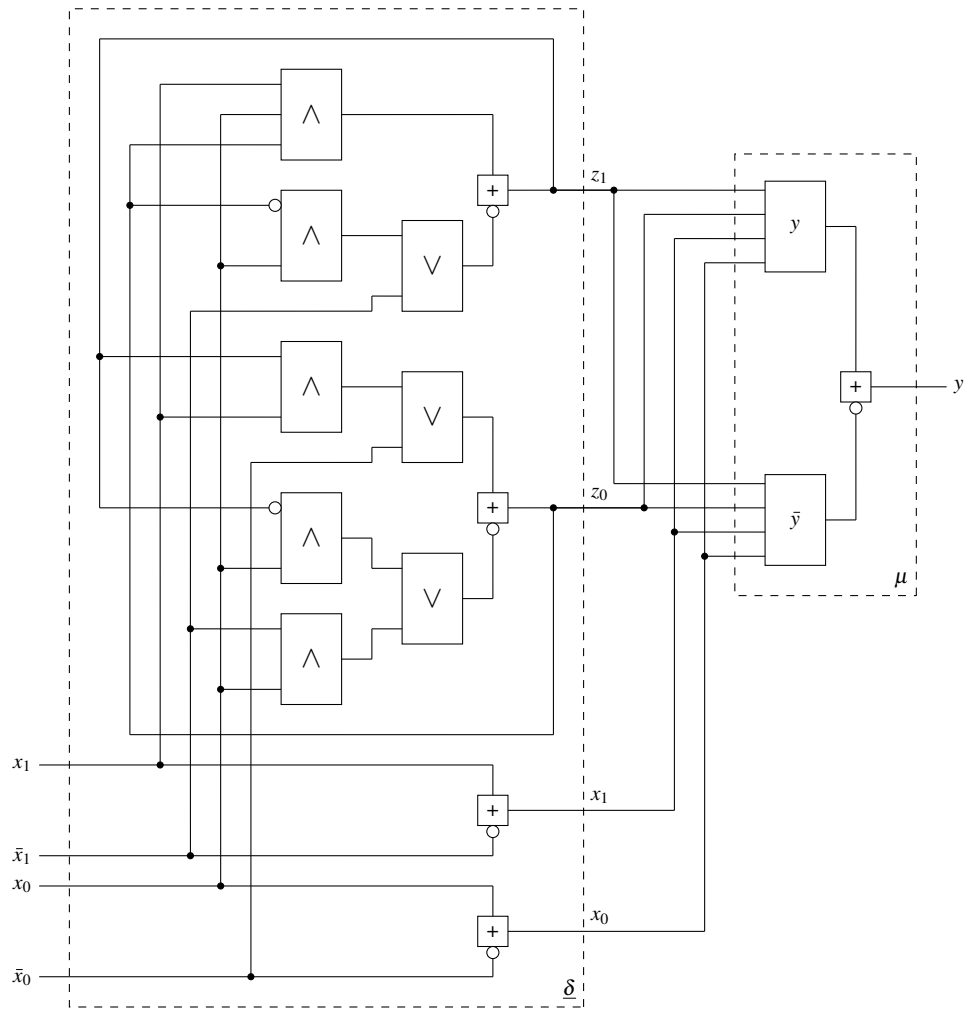 ∧
+
z₁
∧
∨
y
∧
∨
+
y
+
z₀
∧
ȳ
∨
μ
∧
x₁
+
x₁
x̄₁
x₀
+
x₀
x̄₀
δ